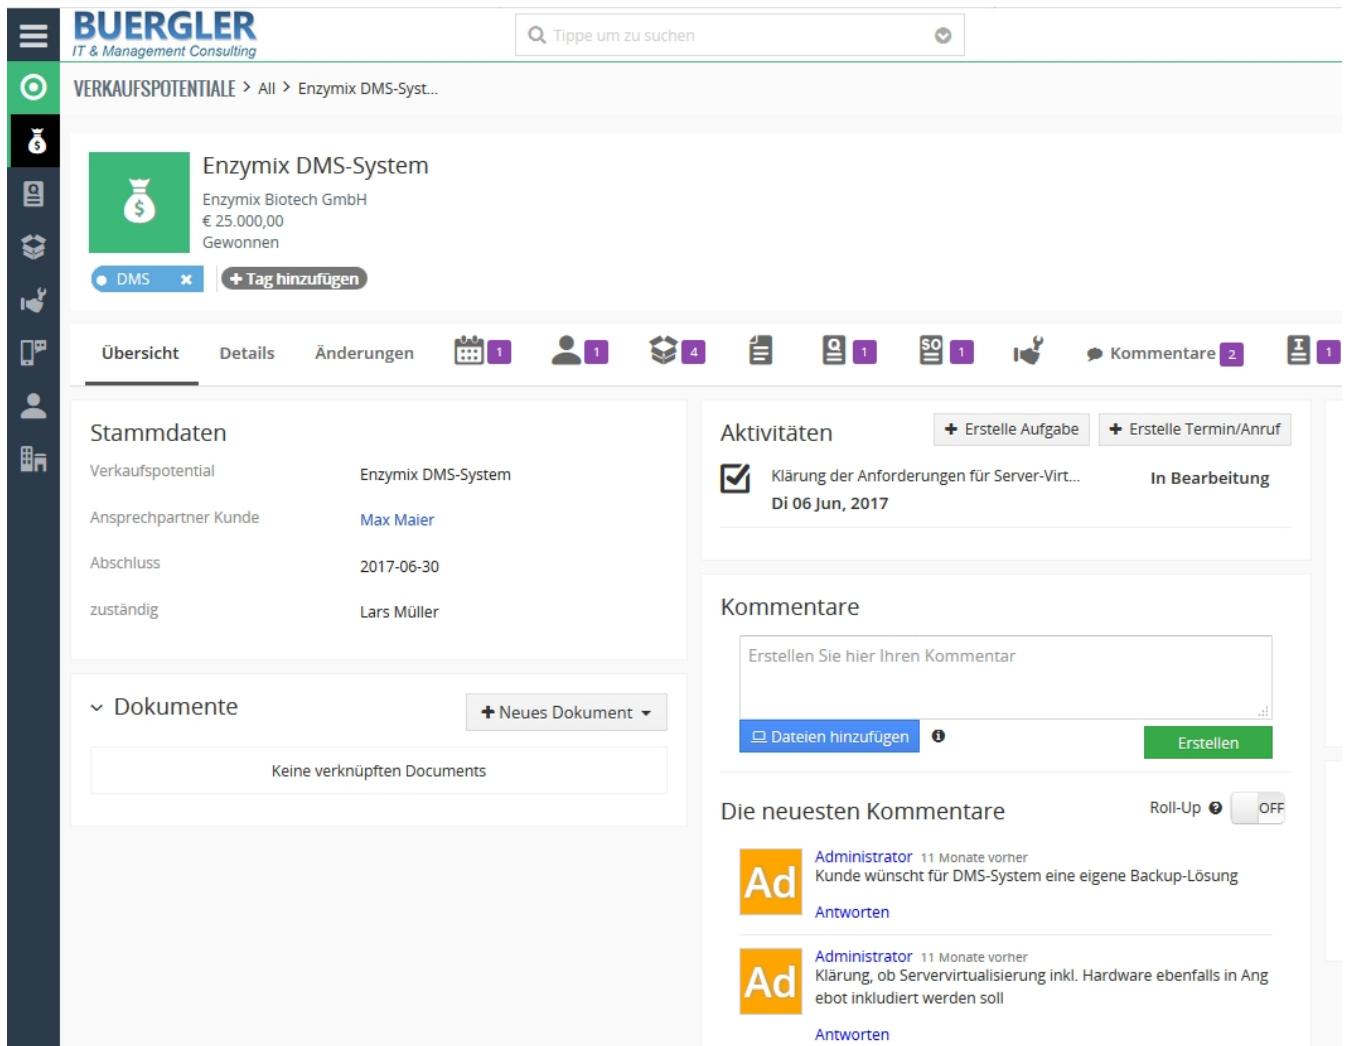 BUERGLER
IT & Management Consulting
Tippe um zu suchen
VERKAUFSPOTENTIALE > All > Enzymix DMS-Syst...
Enzymix DMS-System
Enzymix Biotech GmbH
€ 25.000,00
Gewonnen
DMS
Tag hinzufügen
Übersicht
Details
Änderungen
1
1
4
Q 1
SO 1
Kommentare 2
I 1
Stammdaten
Verkaufspotential
Enzymix DMS-System
Ansprechpartner Kunde
Max Maier
Abschluss
2017-06-30
zuständig
Lars Müller
Dokumente
Neues Dokument
Keine verknüpften Documents
Aktivitäten
Erstelle Aufgabe
Erstelle Termin/Anruf
Klärung der Anforderungen für Server-Virt...
In Bearbeitung
Di 06 Jun, 2017
Kommentare
Erstellen Sie hier Ihren Kommentar
Dateien hinzufügen
Erstellen
Die neuesten Kommentare
Roll-Up
OFF
Ad
Administrator 11 Monate vorher
Kunde wünscht für DMS-System eine eigene Backup-Lösung
Antworten
Ad
Administrator 11 Monate vorher
Klärung, ob Servervirtualisierung inkl. Hardware ebenfalls in Ang
ebot inkludiert werden soll
Antworten